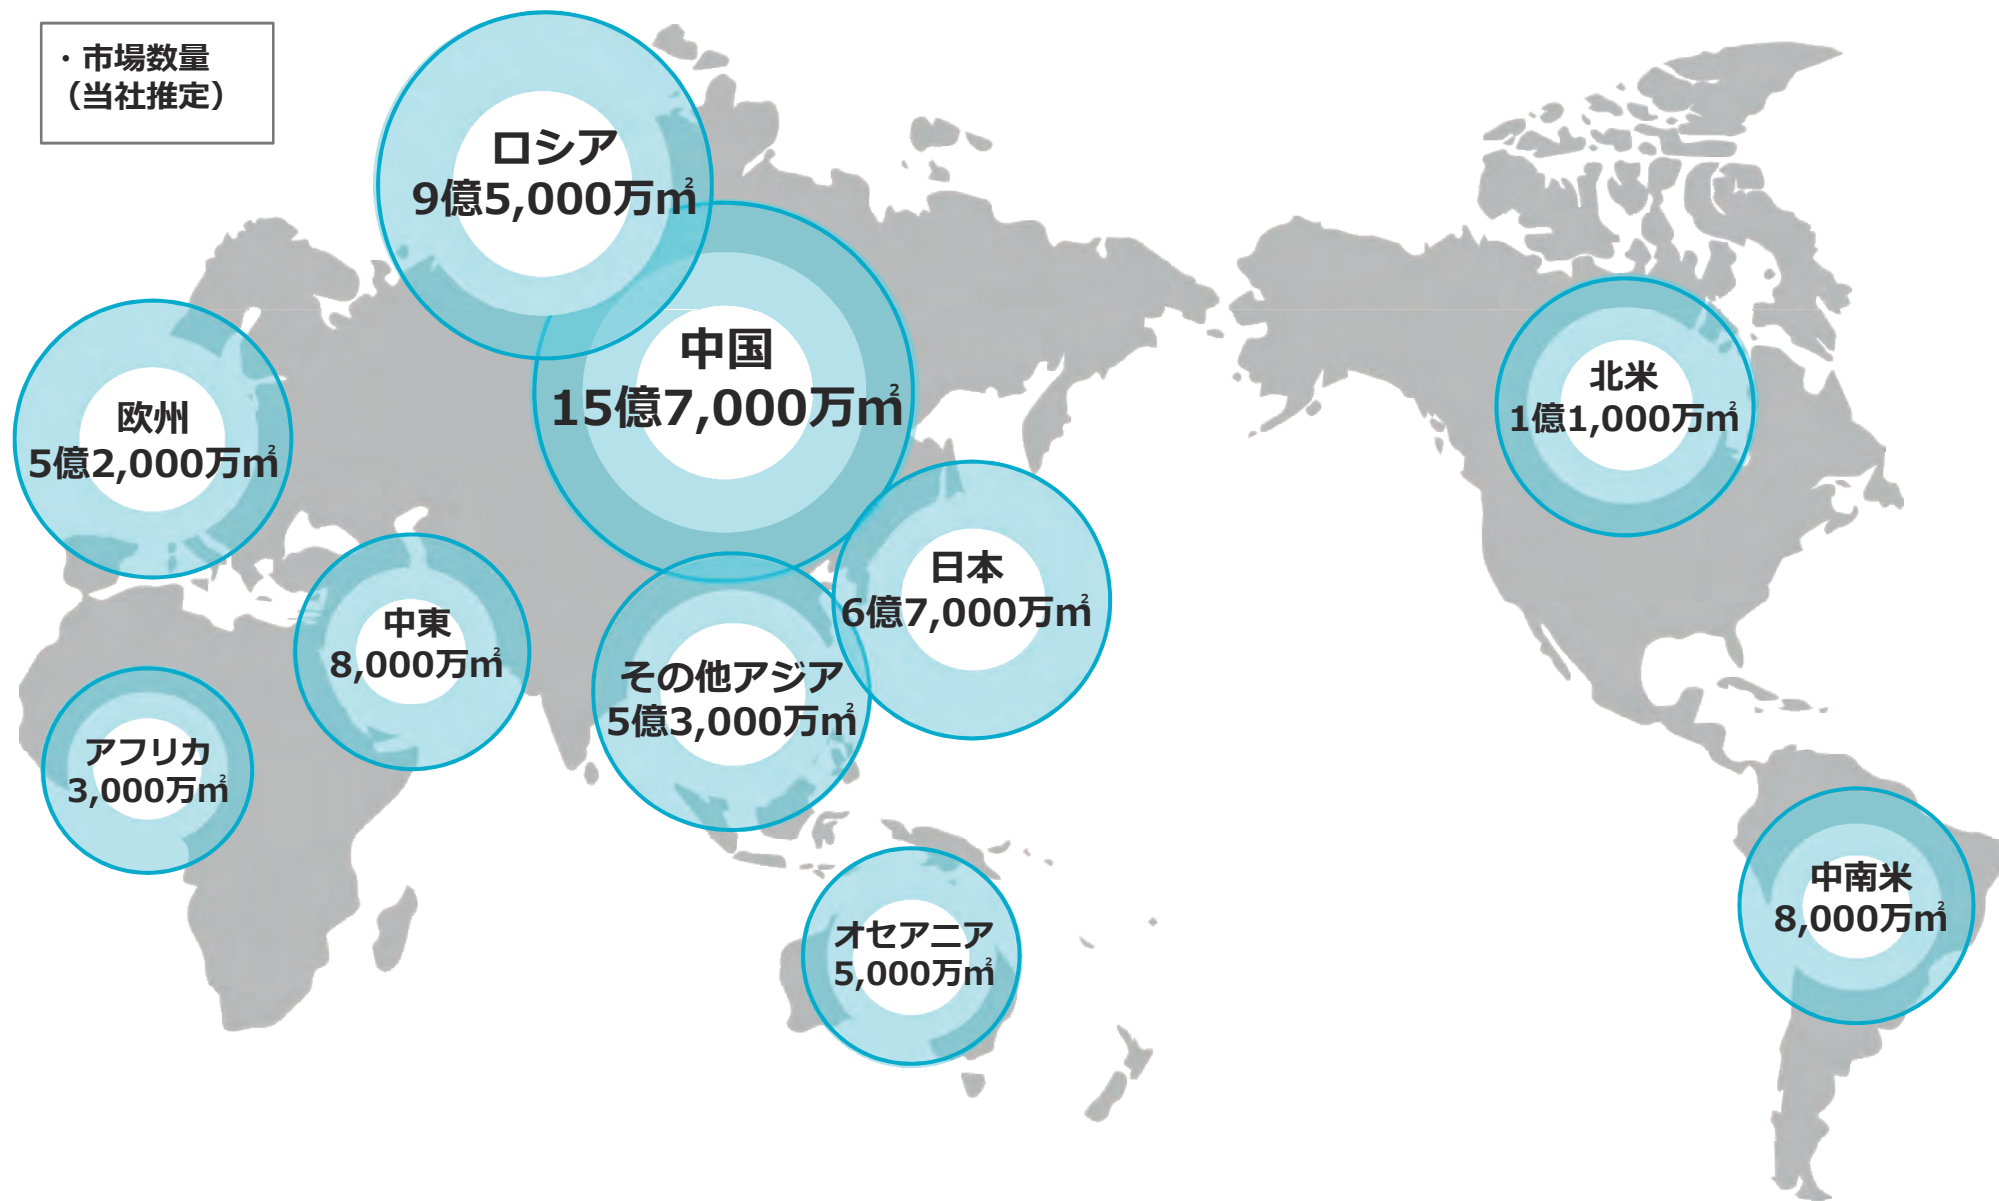 ・市場数量
（当社推定）
ロシア
9億5,000万㎡
中国
15億7,000万㎡
欧州
5億2,000万㎡
北米
1億1,000万㎡
日本
6億7,000万㎡
中東
8,000万㎡
その他アジア
5億3,000万㎡
アフリカ
3,000万㎡
中南米
8,000万㎡
オセアニア
5,000万㎡